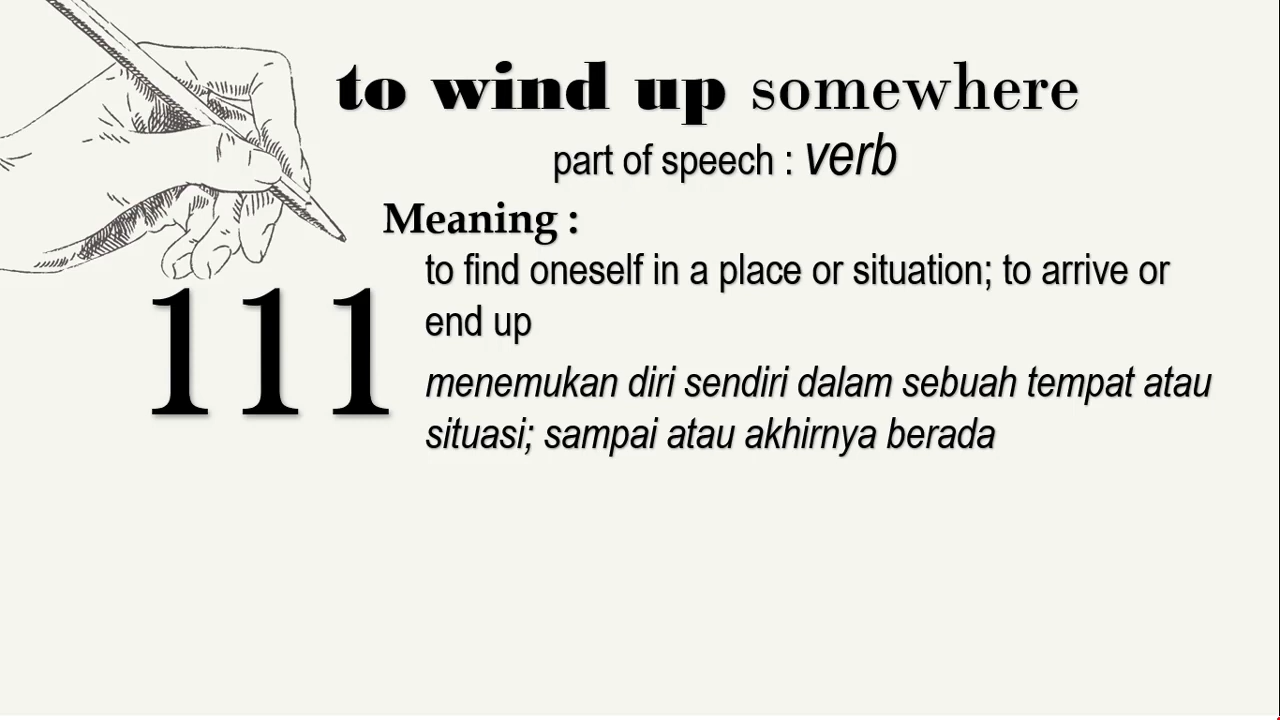 to wind up somewhere
part of speech : verb
Meaning :
to find oneself in a place or situation; to arrive or
end up
111
menemukan diri sendiri dalam sebuah tempat atau
situasi; sampai atau akhirnya berada